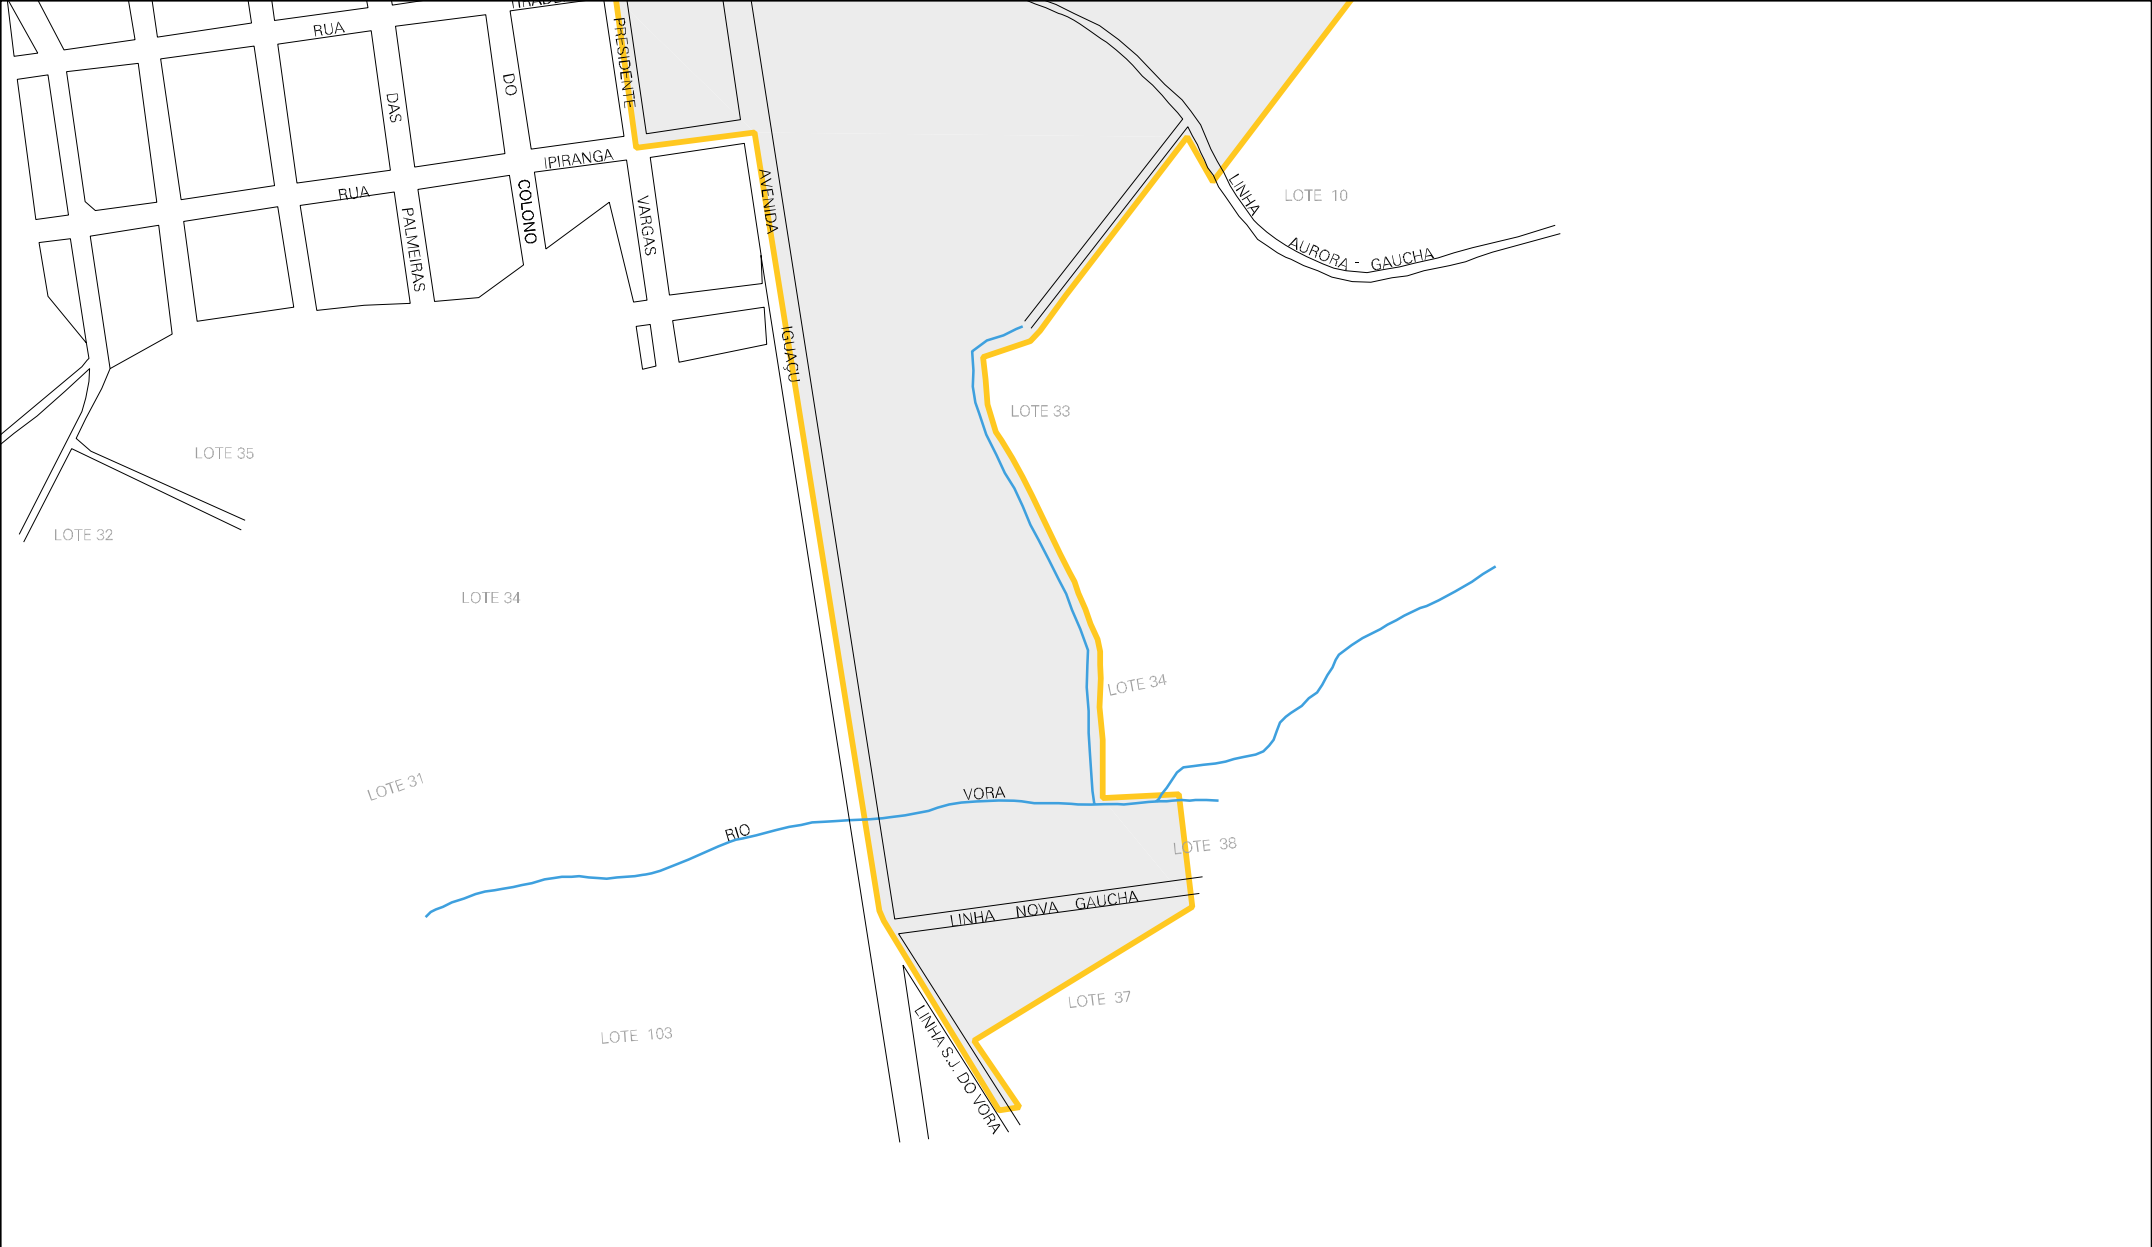 RUA
PRESIDENTE
DAS
DO
IPIRANGA
RUA
PALMEIRAS
COLONO
VARGAS
AVENIDA
LINHA
LOTE 10
AURORA - GAUCHA
IGUAÇU
LOTE 33
LOTE 35
LOTE 32
LOTE 34
LOTE 34
LOTE 31
VORA
RIO
LOTE 38
LINHA NOVA GAUCHA
LOTE 37
LOTE 103
LINHA S.J. DO VORA